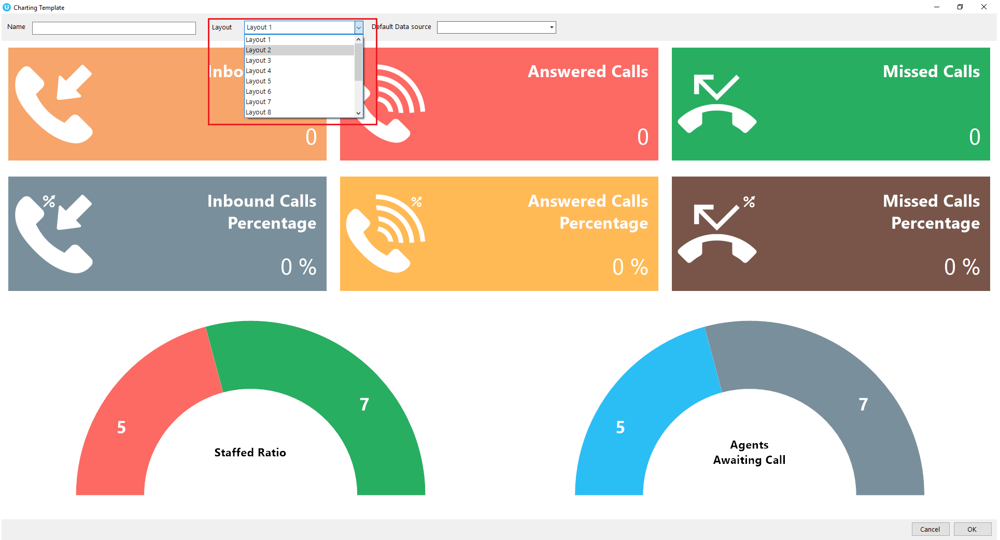 U Charting Template
Name Layout Layout 1 Default Data source
Layout 1
Layout 2
Layout 3
Layout 4
Layout 5
Layout 6
Layout 7
Layout 8
Inbo
0
Answered Calls
0
Missed Calls
0
%
Inbound Calls
Percentage
0 %
%
Answered Calls
Percentage
0 %
%
Missed Calls
Percentage
0 %
5
7
Staffed Ratio
5
7
Agents
Awaiting Call
Cancel OK